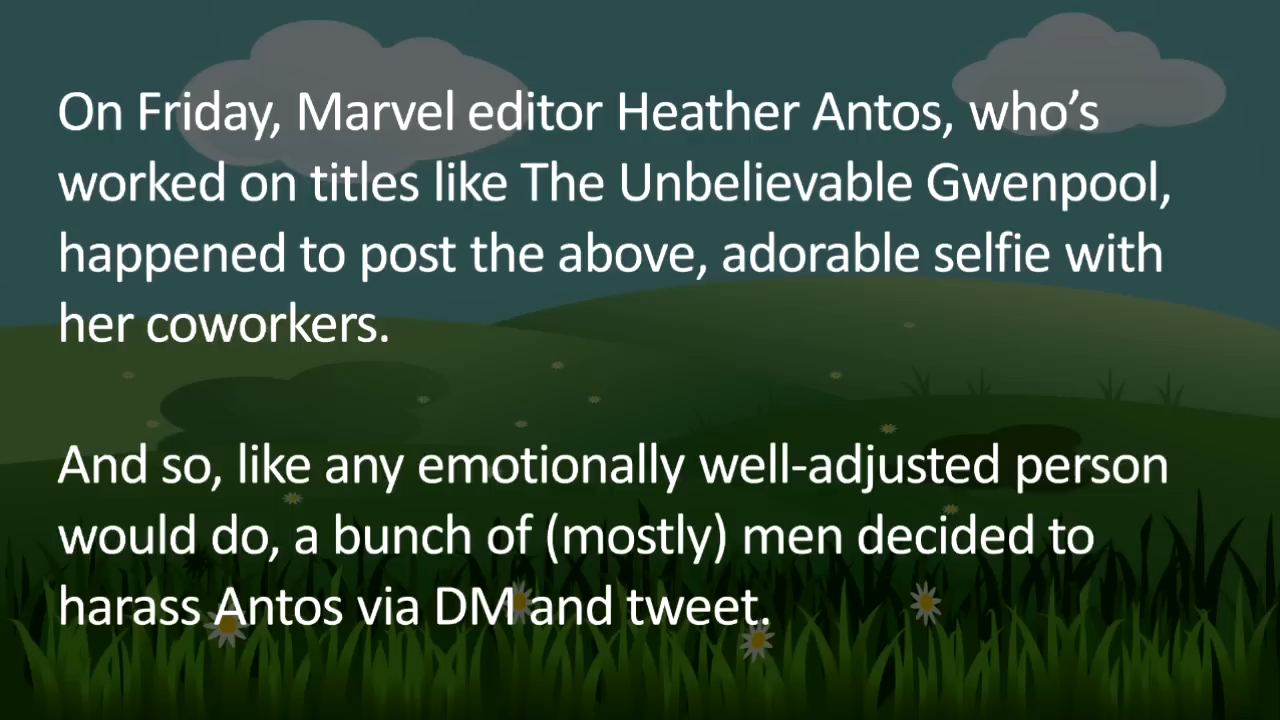 On Friday, Marvel editor Heather Antos, who’s
worked on titles like The Unbelievable Gwenpool,
happened to post the above, adorable selfie with
her coworkers.
And so, like any emotionally well-adjusted person
would do, a bunch of (mostly) men decided to
harass Antos via DM and tweet.